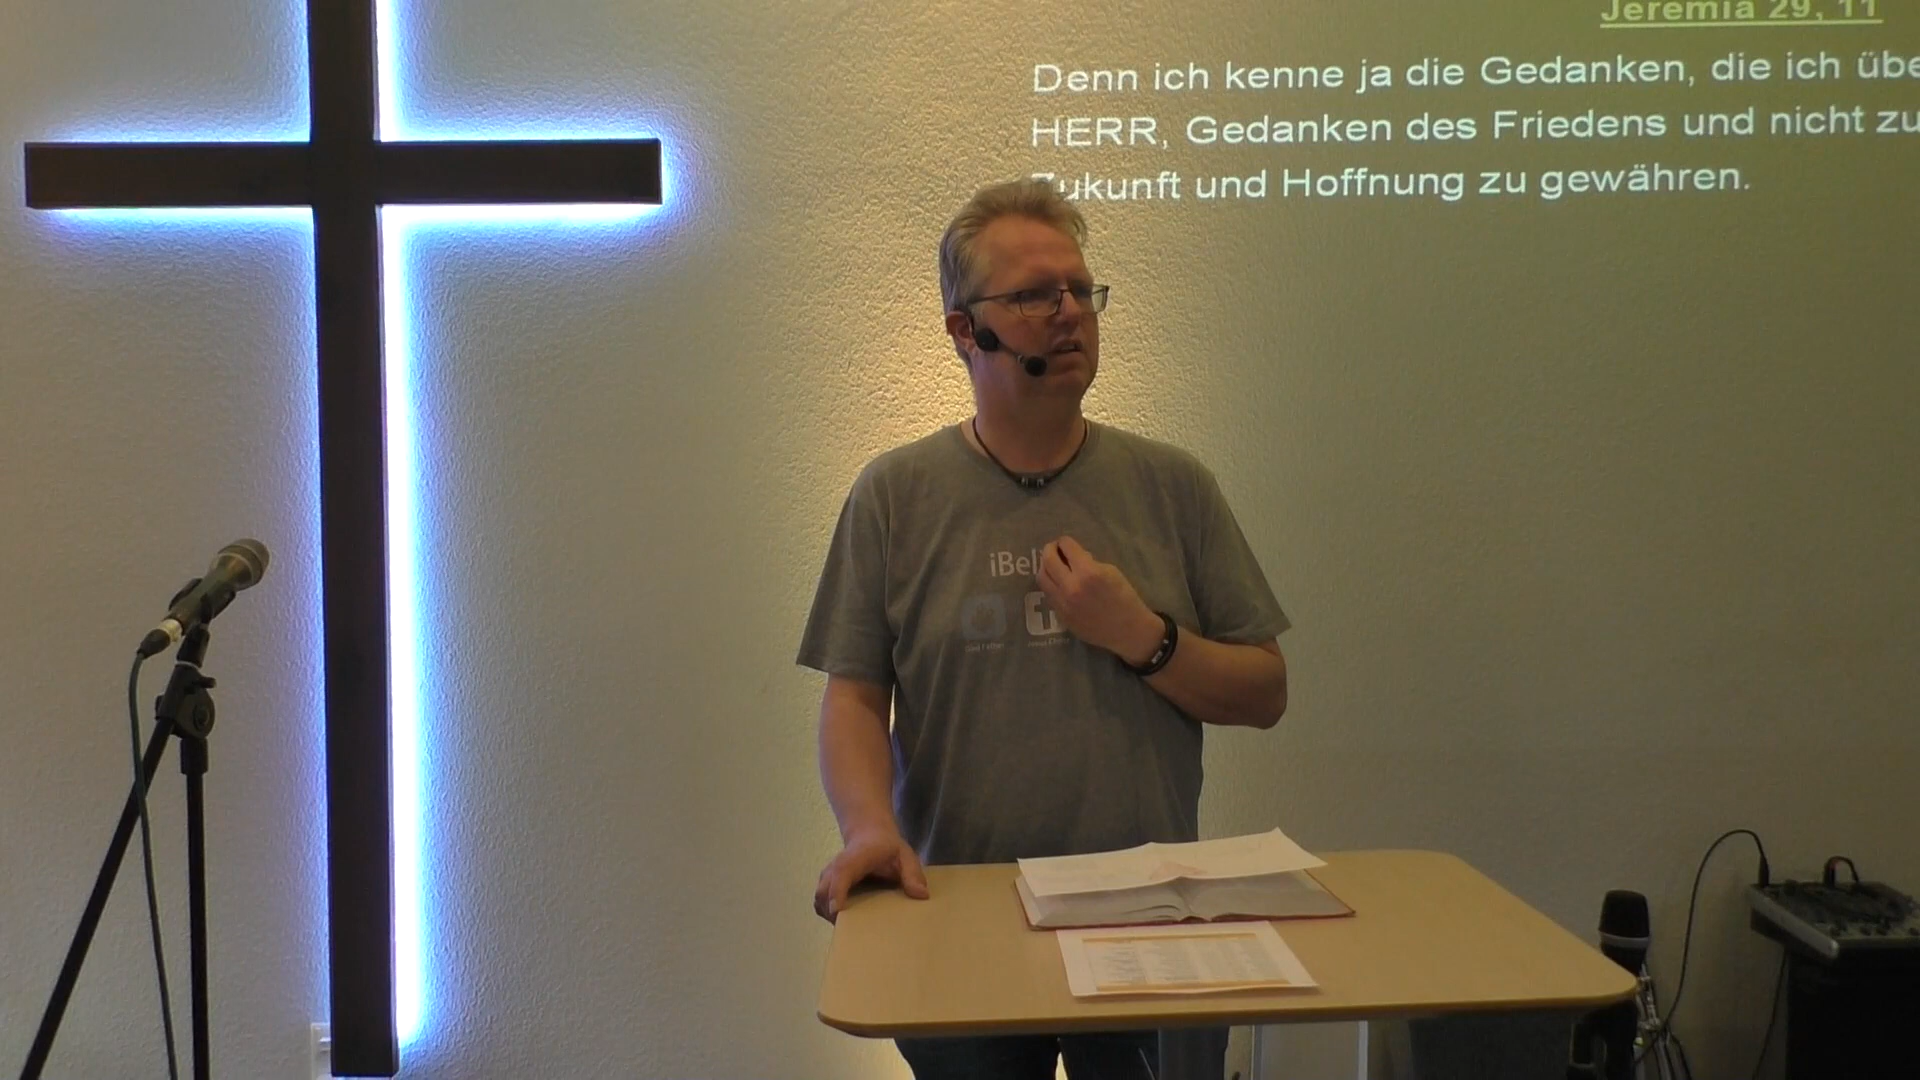 Jeremia 29, 11
Denn ich kenne ja die Gedanken, die ich übe
HERR, Gedanken des Friedens und nicht zu
Zukunft und Hoffnung zu gewähren.
iBeli